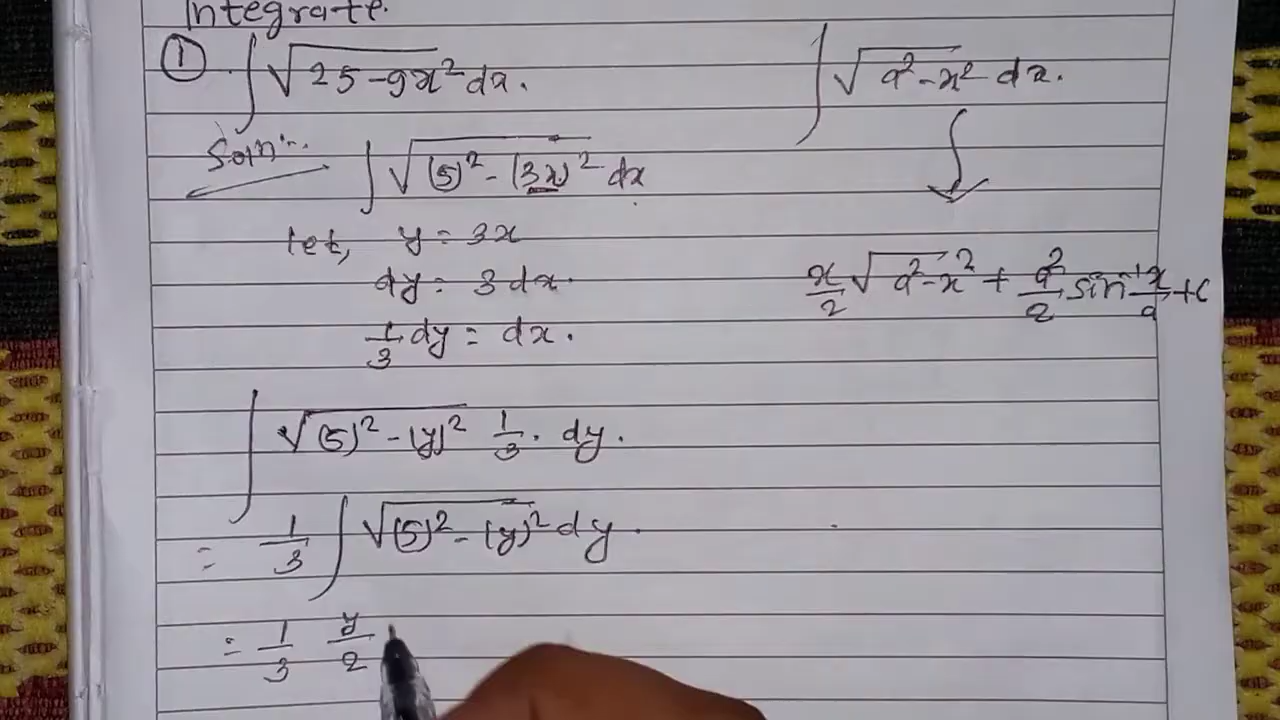 Integrate.
① ∫ √25-9x² dx.
Soln:-
∫ √(5)² - (3x)² dx
let, y = 3x
dy = 3 dx.
1/3 dy = dx.
∫ √(5)² - (y)² 1/3 . dy.
= 1/3 ∫ √(5)² - (y)² dy.
= 1/3 y/2
∫ √a²-x² dx.
x/2 √a²-x² + a²/2 sin⁻¹ x/a + c